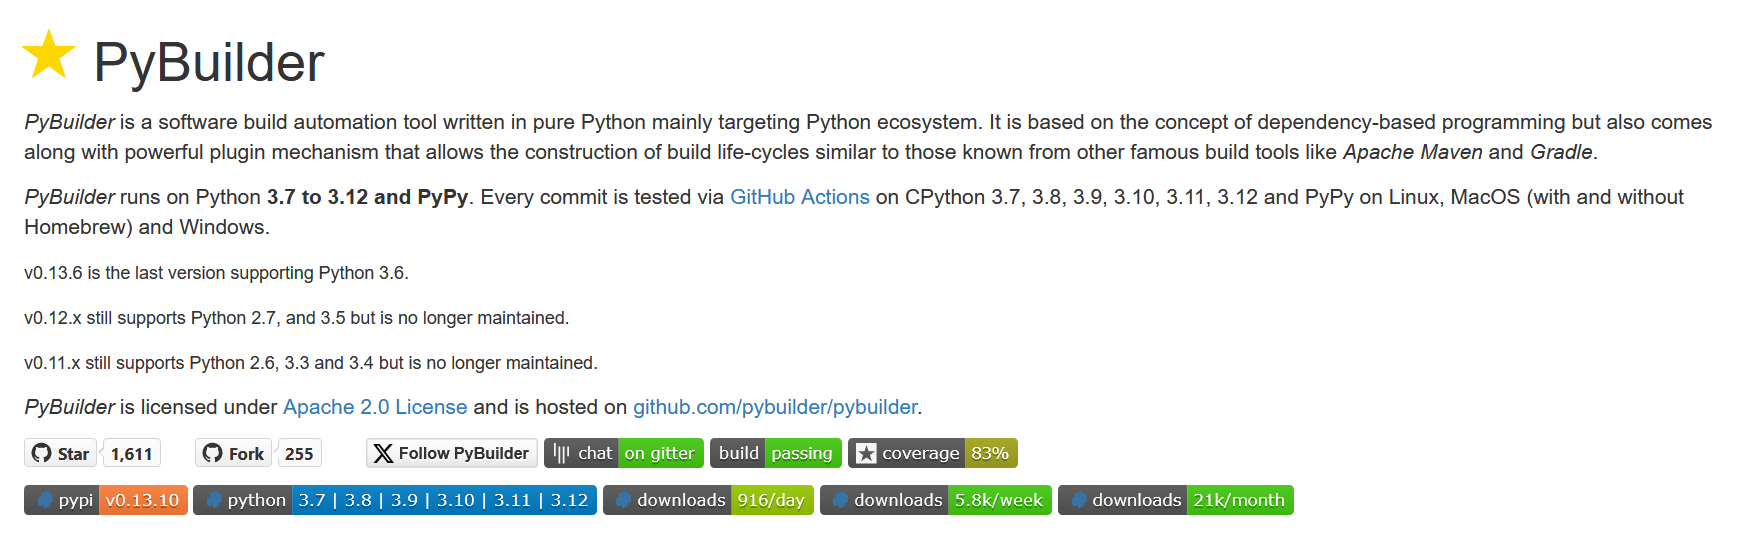 PyBuilder
PyBuilder is a software build automation tool written in pure Python mainly targeting Python ecosystem. It is based on the concept of dependency-based programming but also comes
along with powerful plugin mechanism that allows the construction of build life-cycles similar to those known from other famous build tools like Apache Maven and Gradle.
PyBuilder runs on Python 3.7 to 3.12 and PyPy. Every commit is tested via GitHub Actions on CPython 3.7, 3.8, 3.9, 3.10, 3.11, 3.12 and PyPy on Linux, MacOS (with and without
Homebrew) and Windows.
v0.13.6 is the last version supporting Python 3.6.
v0.12.x still supports Python 2.7, and 3.5 but is no longer maintained.
v0.11.x still supports Python 2.6, 3.3 and 3.4 but is no longer maintained.
PyBuilder is licensed under Apache 2.0 License and is hosted on github.com/pybuilder/pybuilder.
Star 1,611 Fork 255 Follow PyBuilder chat on gitter build passing coverage 83%
pypi v0.13.10 python 3.7 | 3.8 | 3.9 | 3.10 | 3.11 | 3.12 downloads 916/day downloads 5.8k/week downloads 21k/month